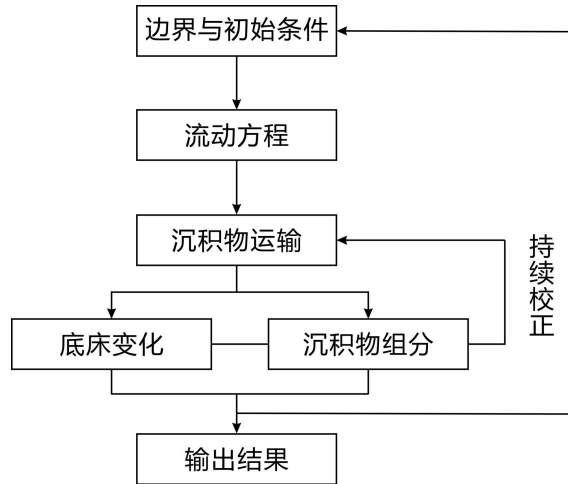 边界与初始条件
流动方程
沉积物运输
持续校正
底床变化
沉积物组分
输出结果